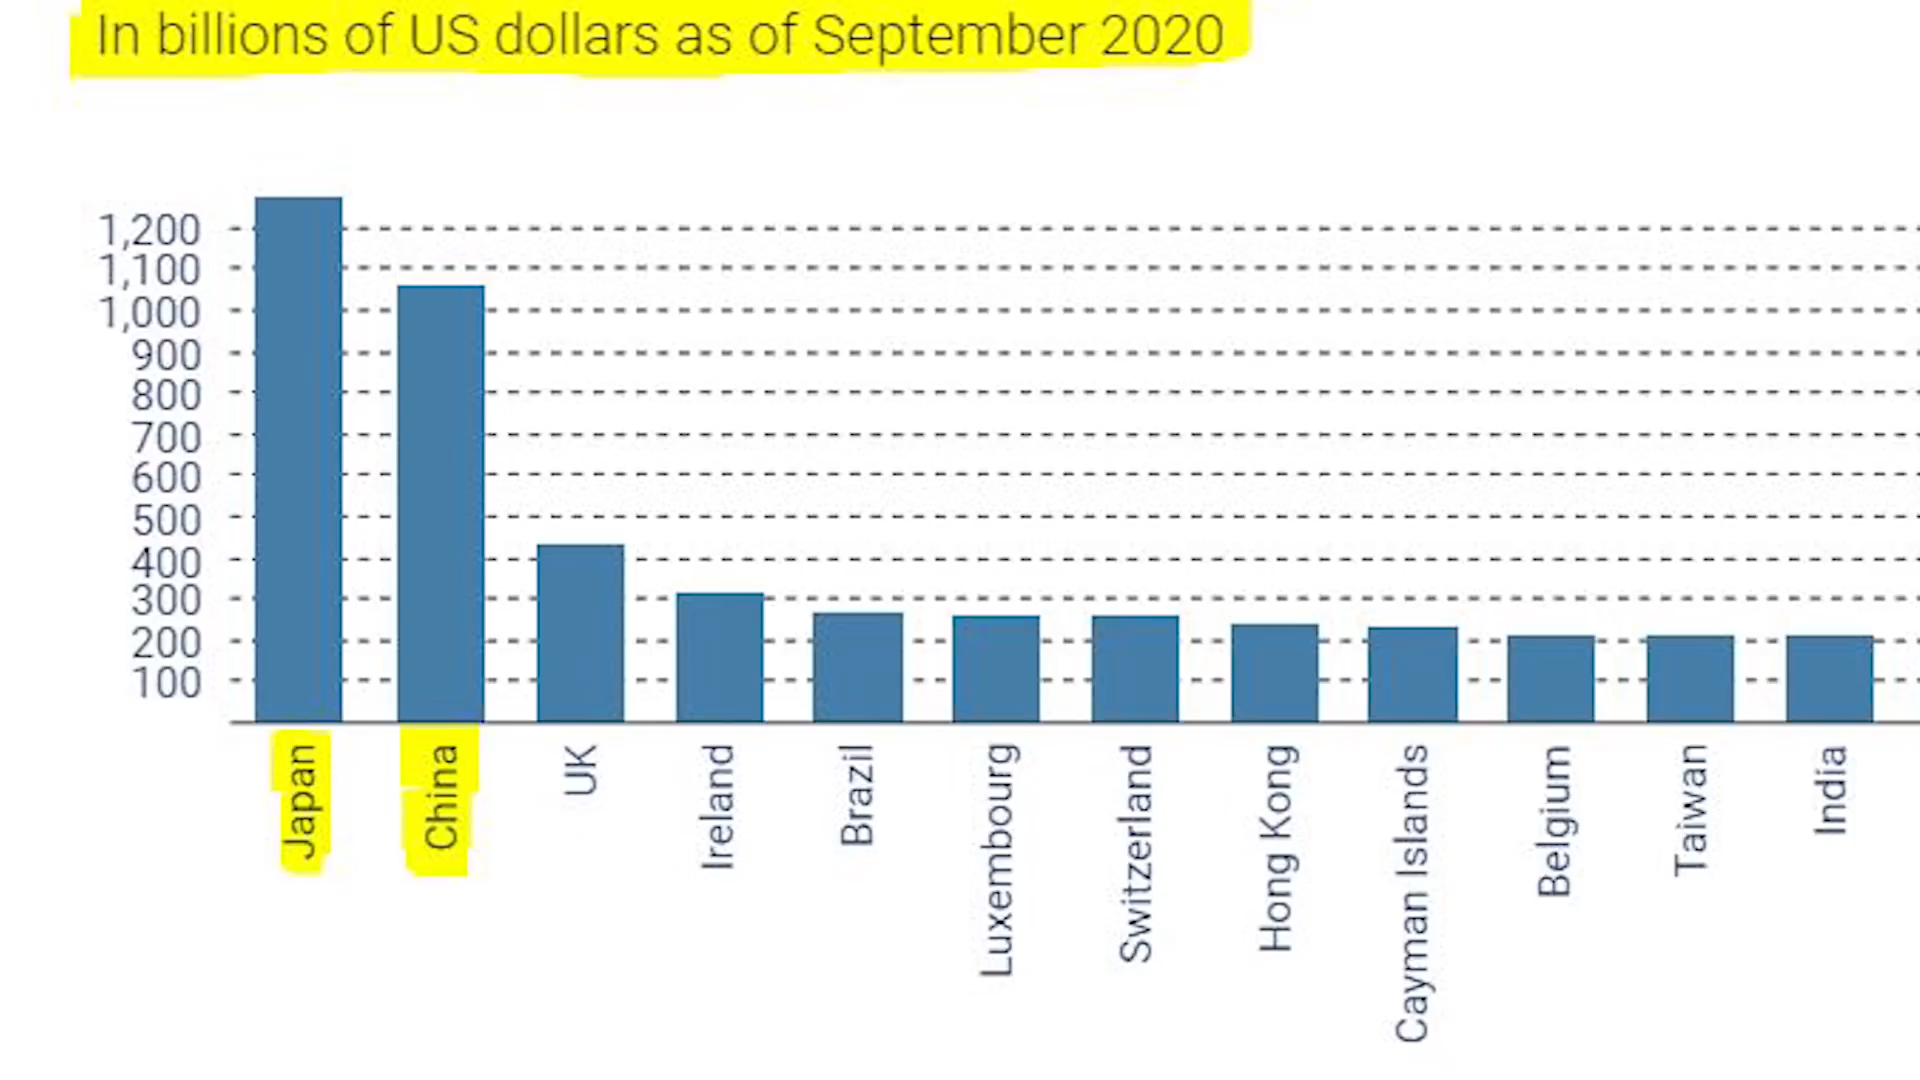 In billions of US dollars as of September 2020
1,200
1,100
1,000
900
800
700
600
500
400
300
200
100
Japan
China
UK
Ireland
Brazil
Luxembourg
Switzerland
Hong Kong
Cayman Islands
Belgium
Taiwan
India